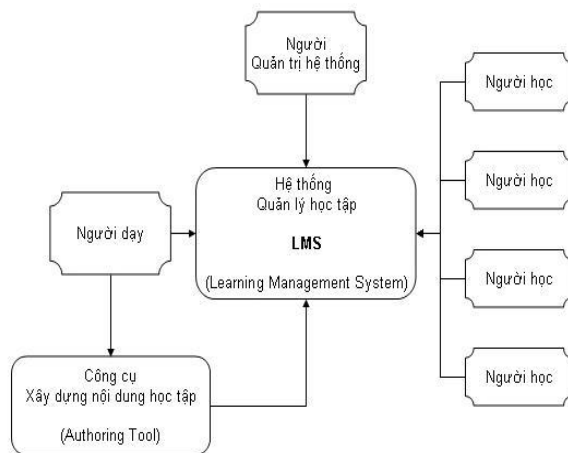 Người
Quản trị hệ thống
Người học
Người học
Hệ thống
Quản lý học tập
LMS
(Learning Management System)
Người dạy
Người học
Người học
Công cụ
Xây dựng nội dung học tập
(Authoring Tool)